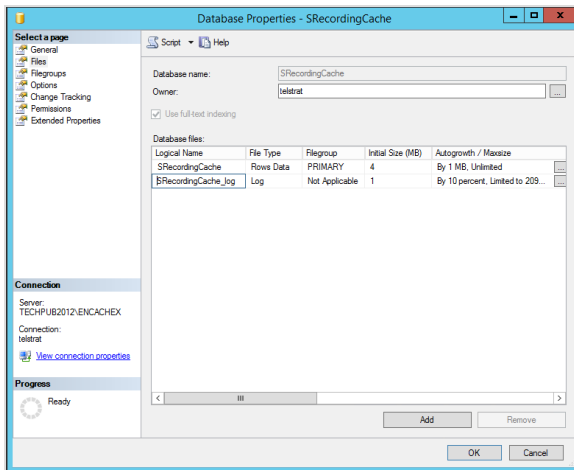 Database Properties - SRecordingCache
Select a page
General
Files
Filegroups
Options
Change Tracking
Permissions
Extended Properties
Script Help
Database name: SRecordingCache
Owner: telstrat ...
Use full-text indexing
Database files:
Logical Name File Type Filegroup Initial Size (MB) Autogrowth / Maxsize
SRecordingCache Rows Data PRIMARY 4 By 1 MB, Unlimited ...
SRecordingCache_log Log Not Applicable 1 By 10 percent, Limited to 209... ...
Connection
Server:
TECHPUB2012\ENCACHEX
Connection:
telstrat
View connection properties
Progress
Ready
Add Remove
OK Cancel